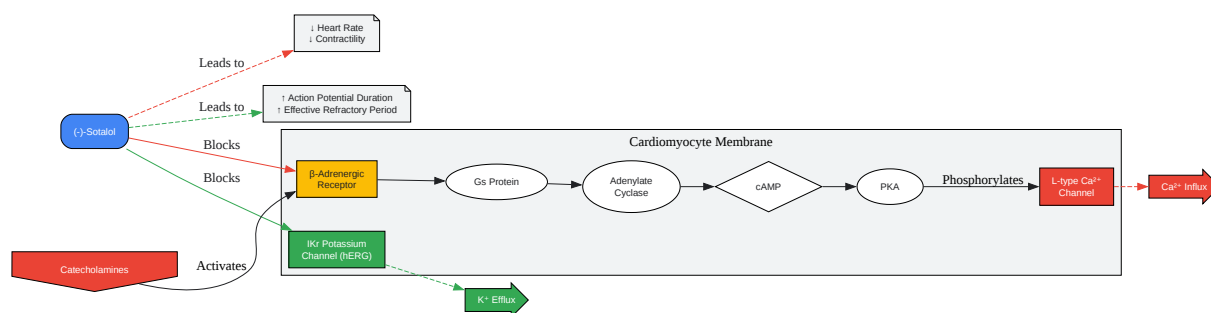 ↓ Heart Rate
↓ Contractility
Leads to
↑ Action Potential Duration
↑ Effective Refractory Period
Leads to
(-)-Sotalol
Cardiomyocyte Membrane
Blocks
β-Adrenergic
Receptor
Gs Protein
Adenylate
Cyclase
cAMP
PKA
Phosphorylates
L-type Ca²⁺
Channel
Ca²⁺ Influx
Blocks
IKr Potassium
Channel (hERG)
Catecholamines
Activates
K⁺ Efflux